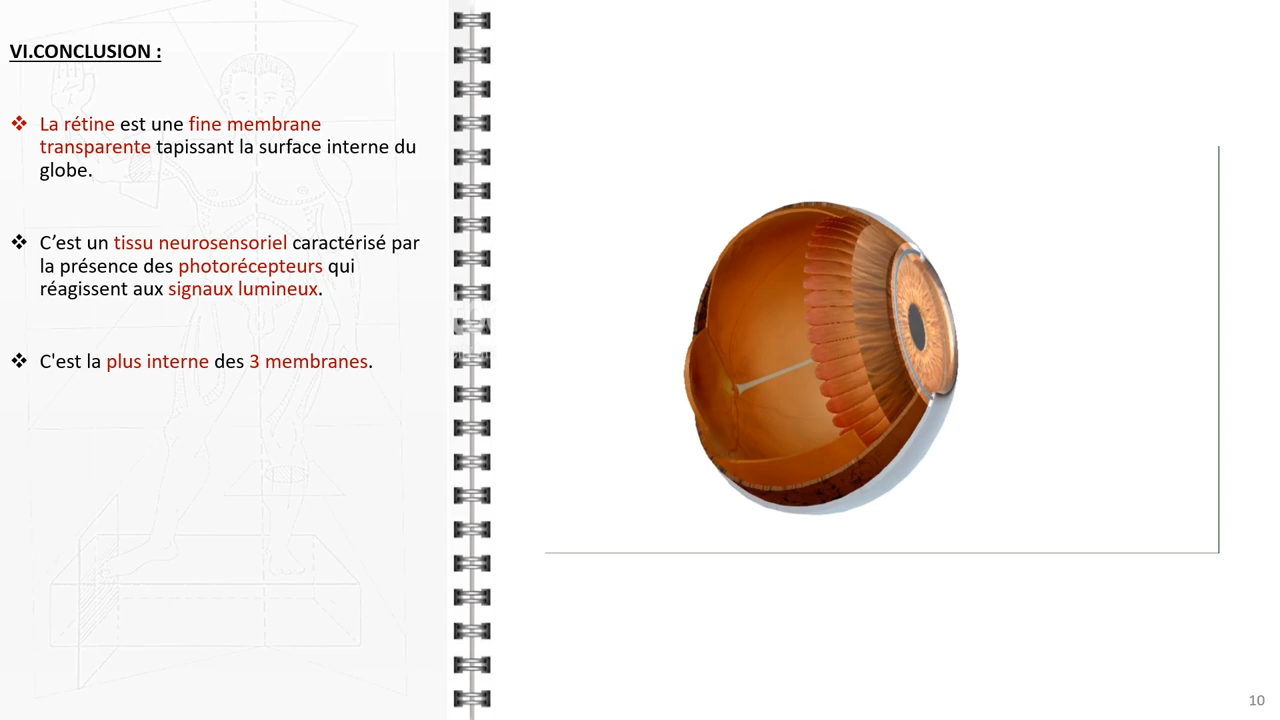 VI.CONCLUSION :
❖ La rétine est une fine membrane
transparente tapissant la surface interne du
globe.
❖ C’est un tissu neurosensoriel caractérisé par
la présence des photorécepteurs qui
réagissent aux signaux lumineux.
❖ C'est la plus interne des 3 membranes.
10